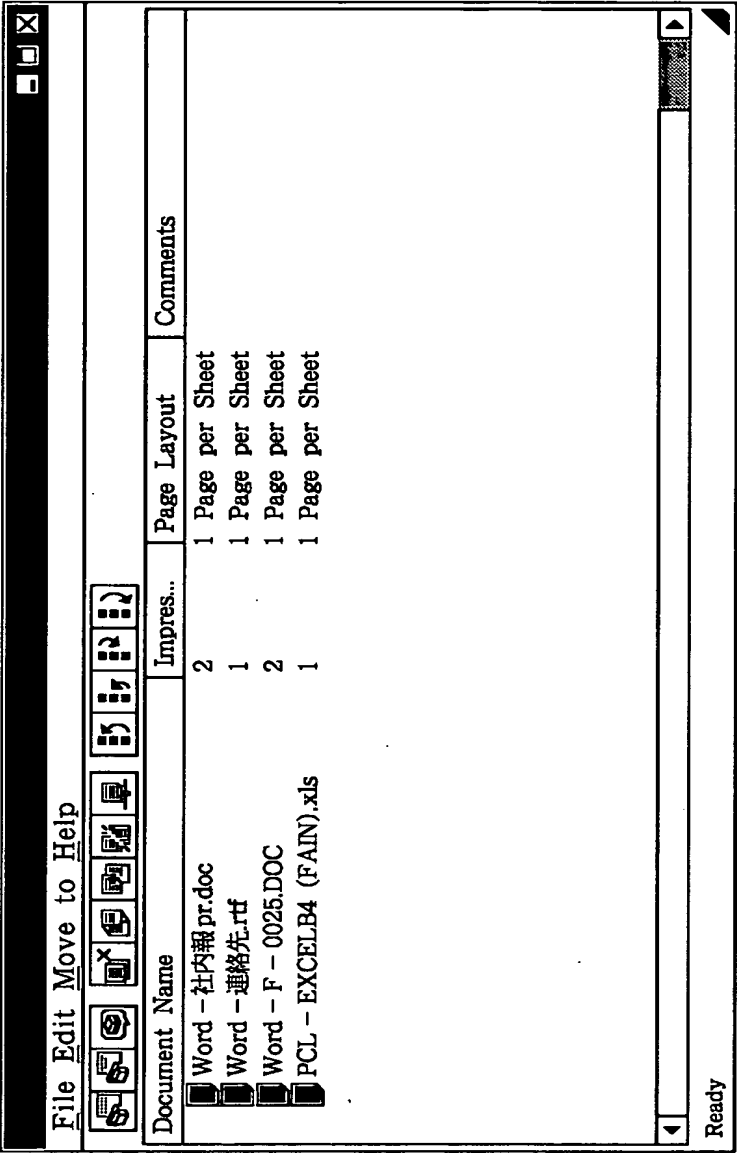 File Edit Move to Help
Document Name Impres... Page Layout Comments
Word－社内報pr.doc 2 1 Page per Sheet
Word－連絡先.rtf 1 1 Page per Sheet
Word－F－0025.DOC 2 1 Page per Sheet
PCL－EXCELB4 (FAIN).xls 1 1 Page per Sheet
Ready